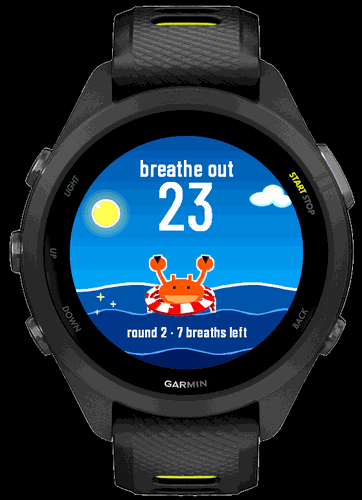 breathe out
23
LIGHT
START STOP
UP
DOWN
BACK
round 2 · 7 breaths left
GARMIN